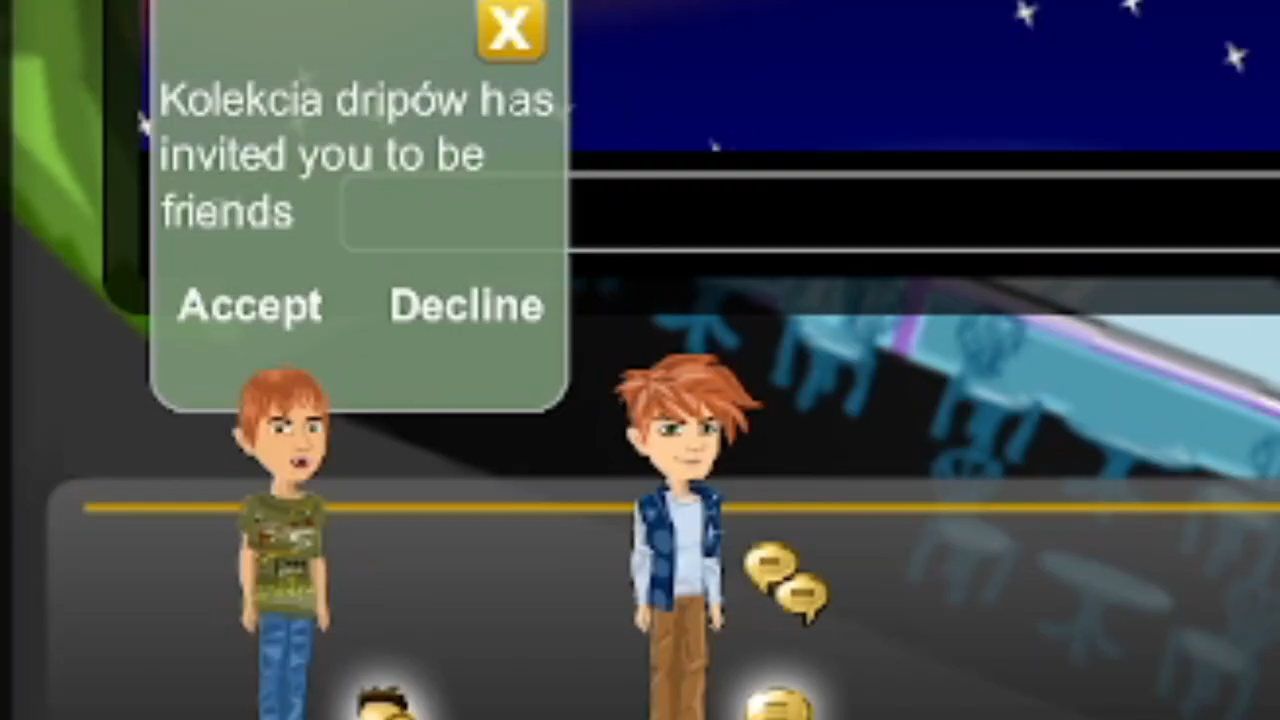 X
Kolekcia dripów has
invited you to be
friends
Accept Decline